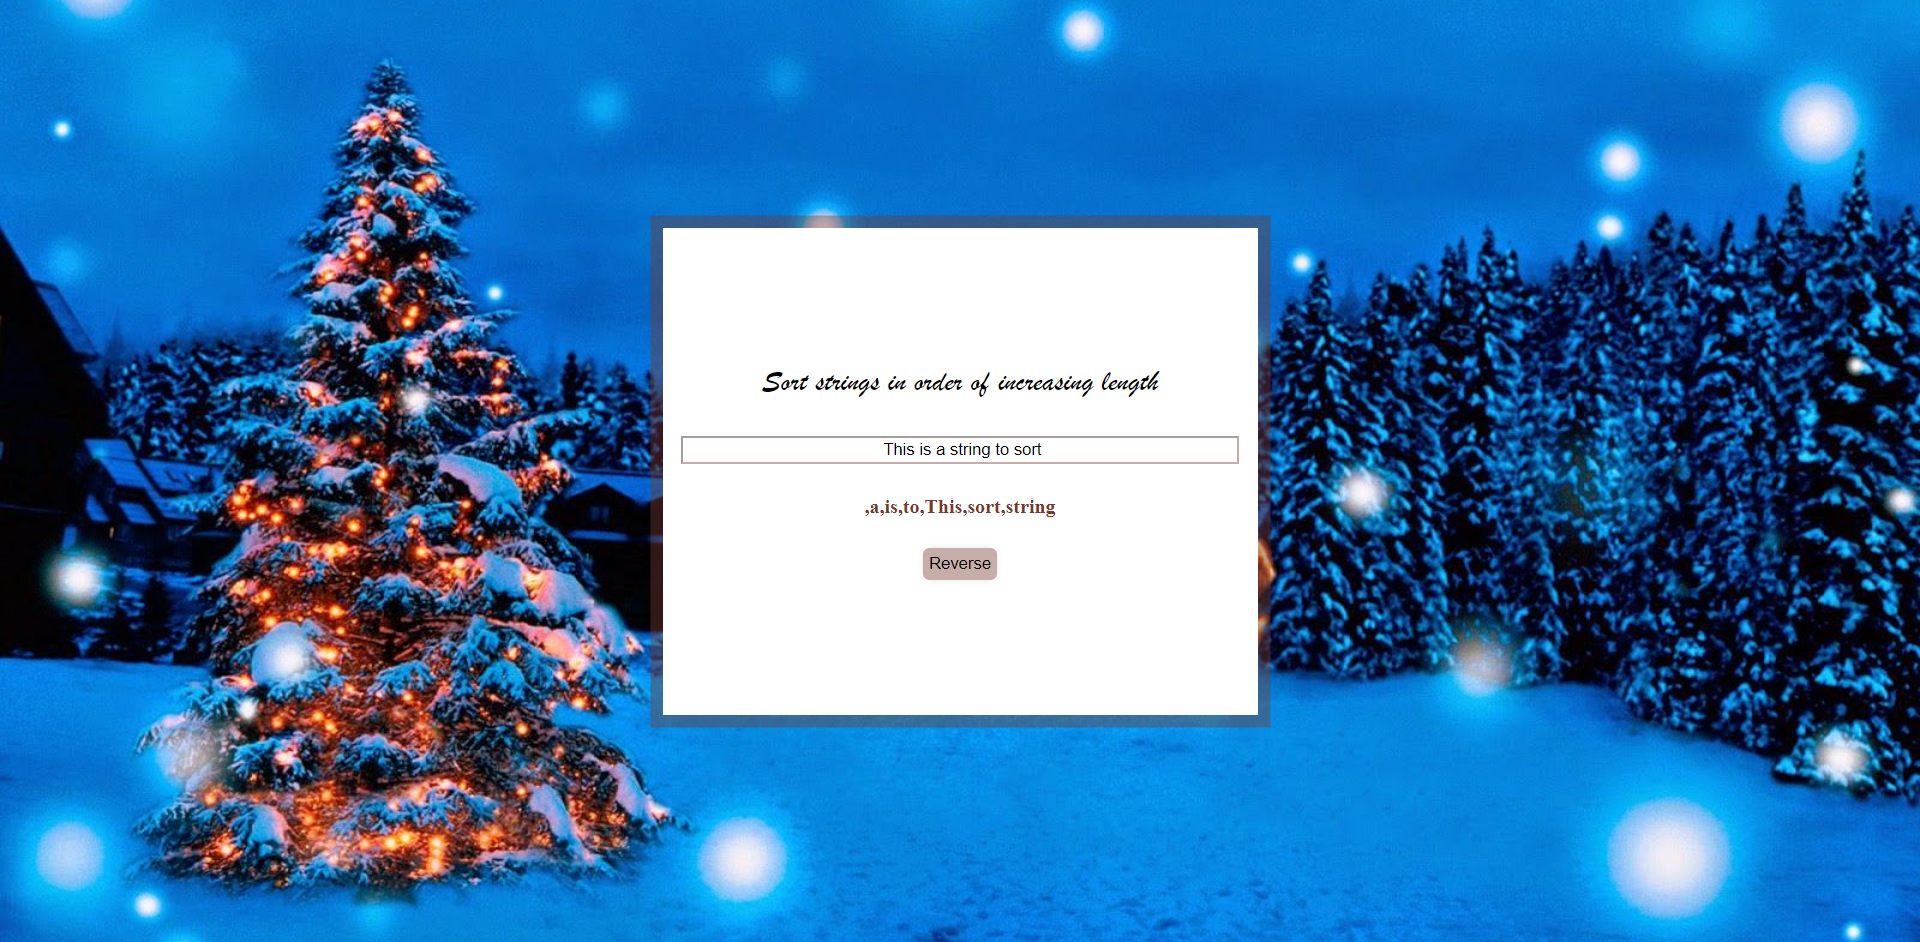 Sort strings in order of increasing length
This is a string to sort
,a,is,to,This,sort,string
Reverse